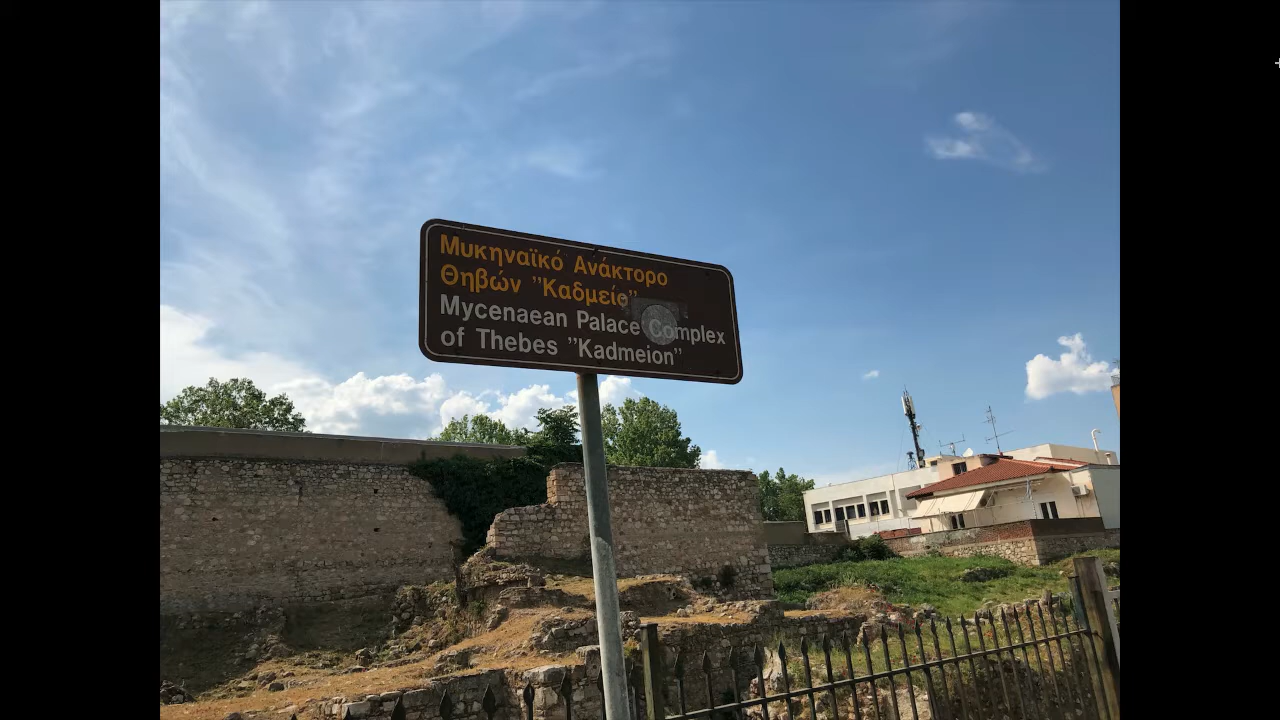 Μυκηναϊκό Ανάκτορο
Θηβών "Καδμείο"
Mycenaean Palace Complex
of Thebes "Kadmeion"